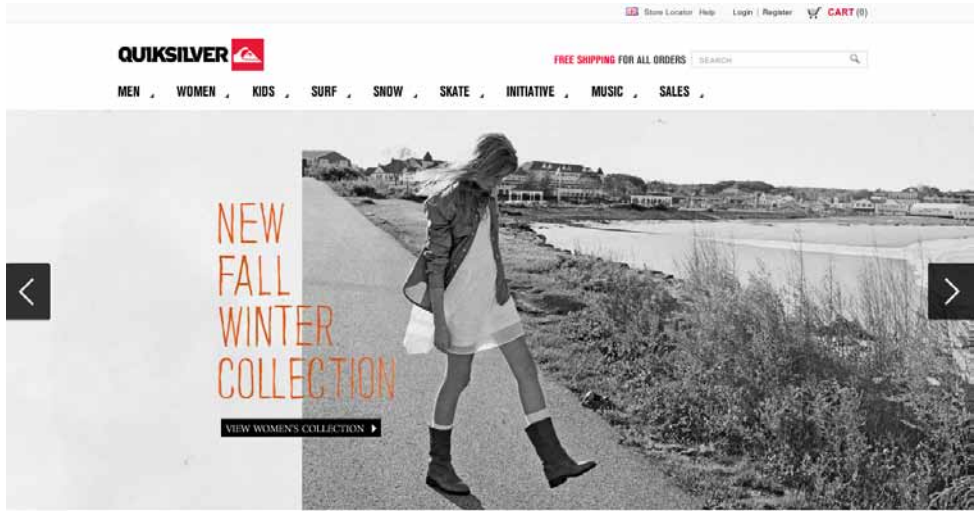 Store Locator Help Login | Register CART (0)
QUIKSILVER
FREE SHIPPING FOR ALL ORDERS SEARCH
MEN WOMEN KIDS SURF SNOW SKATE INITIATIVE MUSIC SALES
NEW
FALL
WINTER
COLLECTION
VIEW WOMEN'S COLLECTION